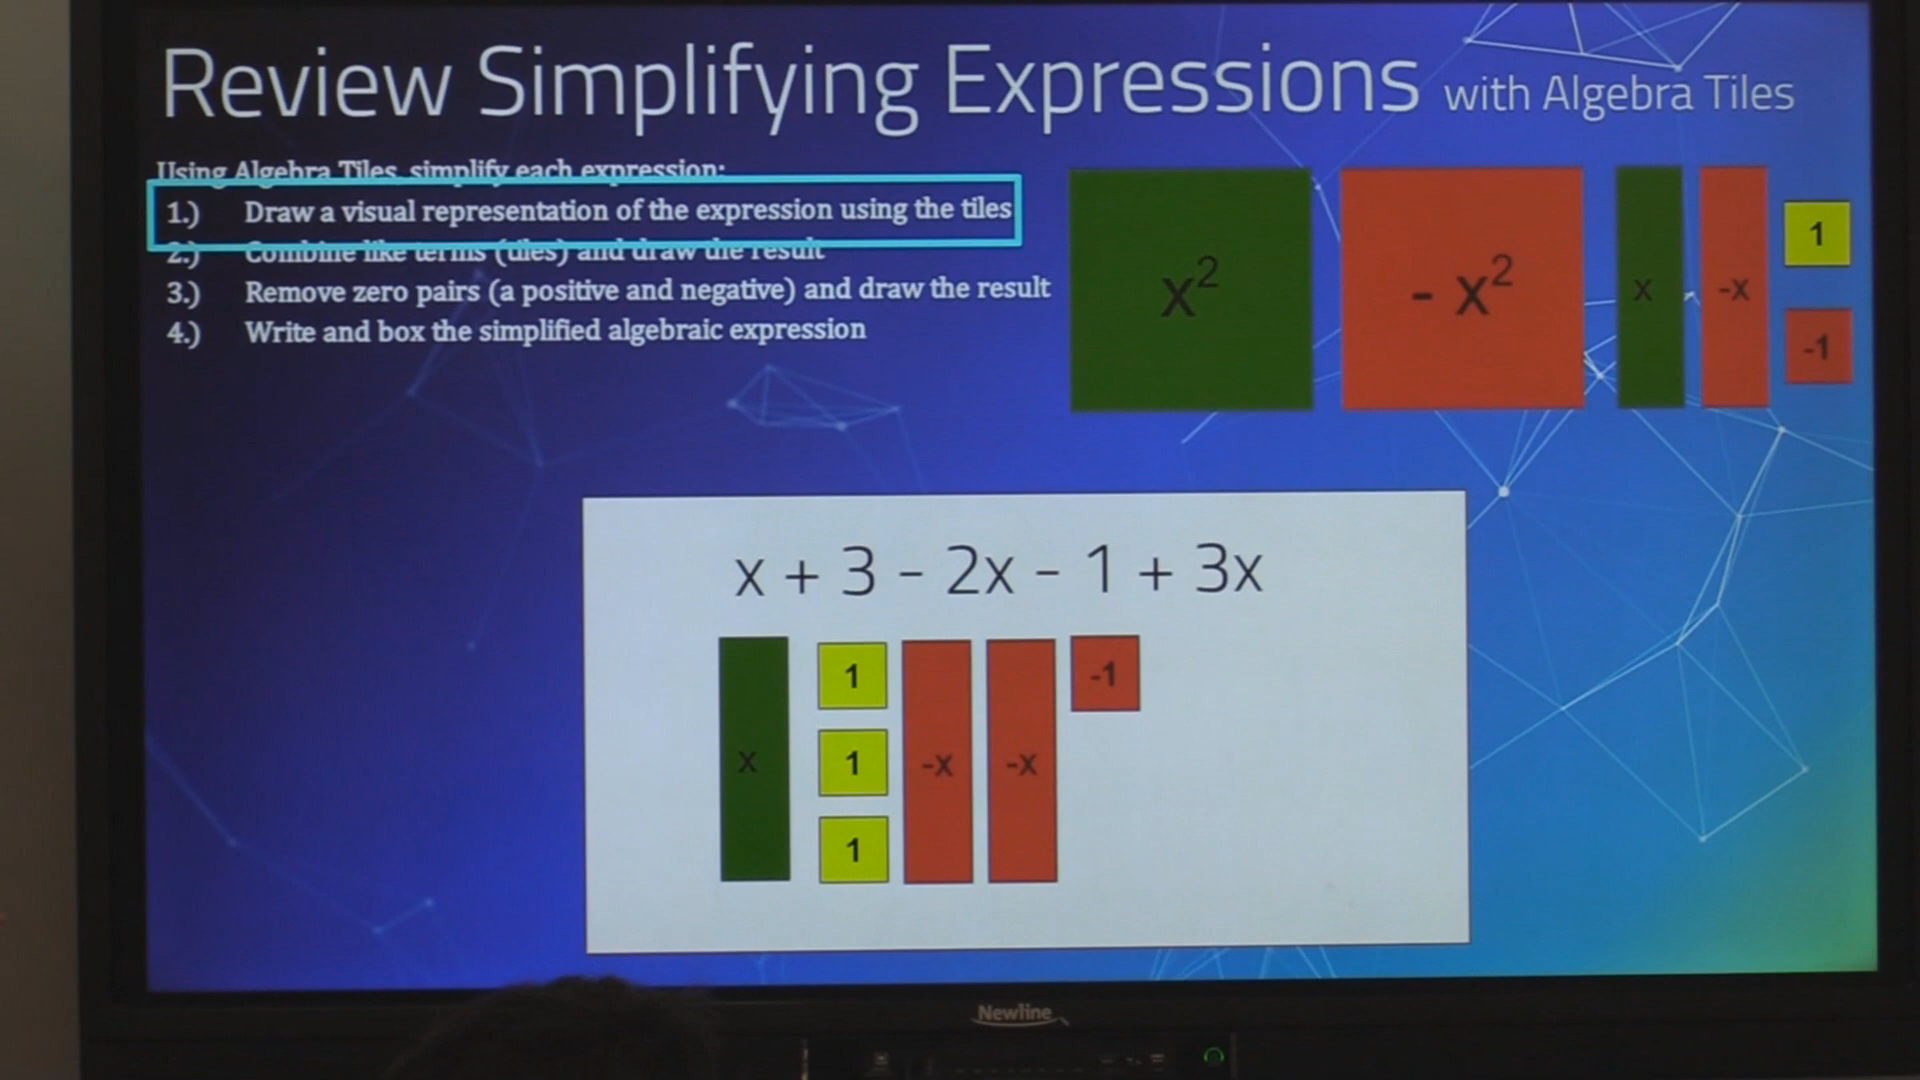 Review Simplifying Expressions with Algebra Tiles
Using Algebra Tiles, simplify each expression:
1.) Draw a visual representation of the expression using the tiles
2.) Combine like terms (tiles) and draw the result
3.) Remove zero pairs (a positive and negative) and draw the result
4.) Write and box the simplified algebraic expression
x²
- x²
x
-x
1
-1
x + 3 - 2x - 1 + 3x
x
1
1
1
-x
-x
-1
Newline